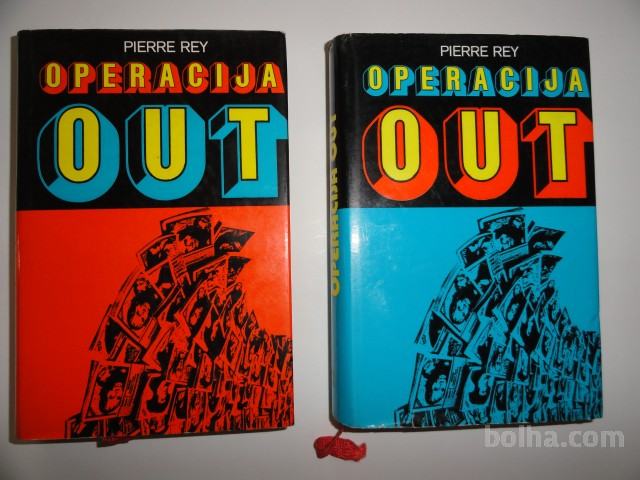 PIERRE REY
OPERACIJA
OUT
PIERRE REY
OPERACIJA
OUT
OPERACIJA OUT
bolha.com